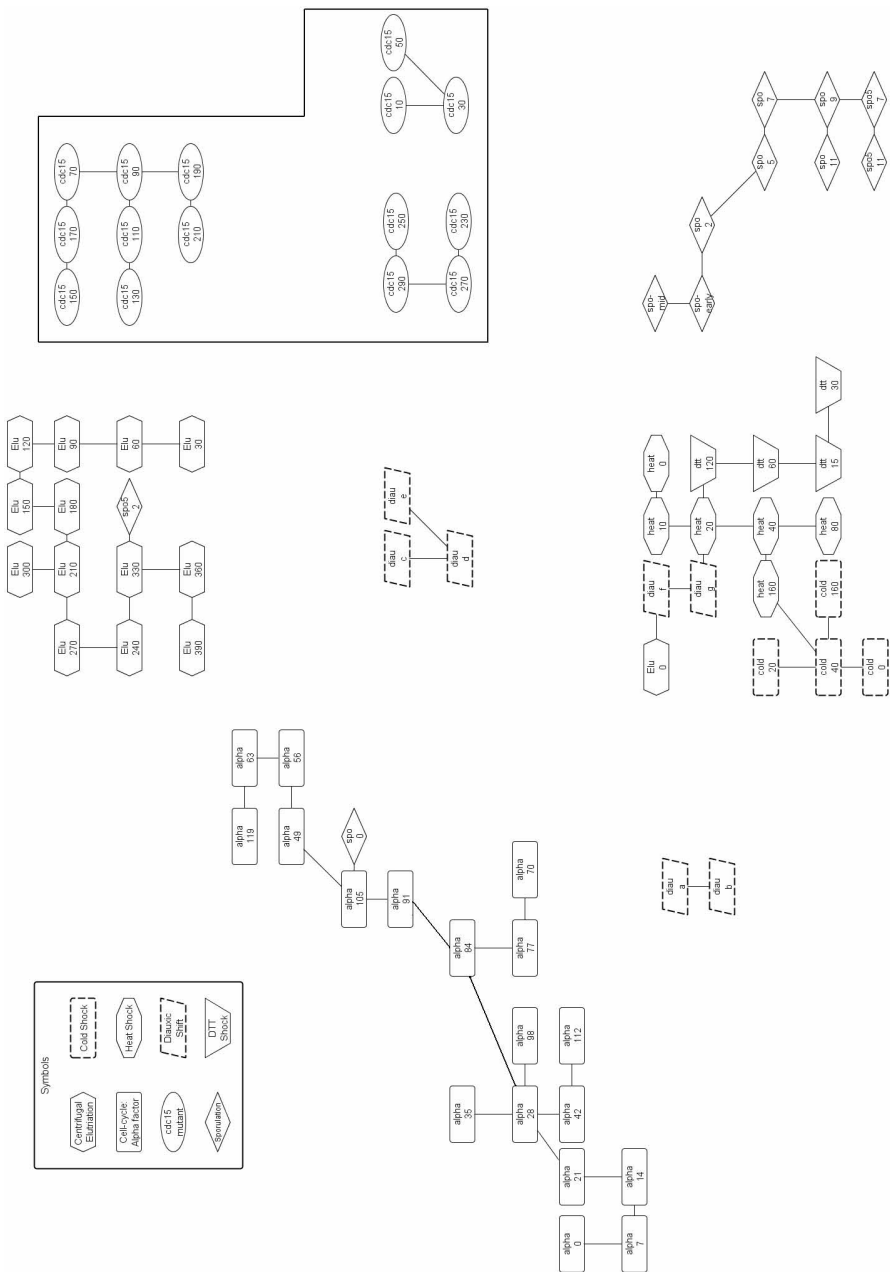 Symbols
Centrifugal
Elutriation
Cold Shock
Cell-cycle:
Alpha factor
Heat Shock
cdc15
mutant
Diauxic
Shift
Sporulation
DTT
Shock
Elu
300
Elu
150
Elu
120
Elu
270
Elu
210
Elu
180
Elu
90
Elu
240
Elu
330
spo5
2
Elu
60
Elu
390
Elu
360
Elu
30
cdc15
150
cdc15
170
cdc15
70
cdc15
130
cdc15
110
cdc15
90
cdc15
210
cdc15
190
cdc15
290
cdc15
250
cdc15
10
cdc15
50
cdc15
270
cdc15
230
cdc15
30
alpha
119
alpha
63
alpha
49
alpha
56
alpha
105
spo
0
alpha
91
alpha
35
alpha
84
alpha
28
alpha
98
alpha
77
alpha
70
alpha
0
alpha
21
alpha
42
alpha
112
alpha
7
alpha
14
diau
c
diau
e
diau
d
diau
a
diau
b
Elu
0
diau
f
heat
10
heat
0
diau
g
heat
20
dtt
120
cold
20
heat
160
heat
40
dtt
60
cold
40
cold
160
heat
80
dtt
15
dtt
30
cold
0
spo-
mid
spo-
early
spo
2
spo
5
spo
7
spo
11
spo
9
spo5
11
spo5
7